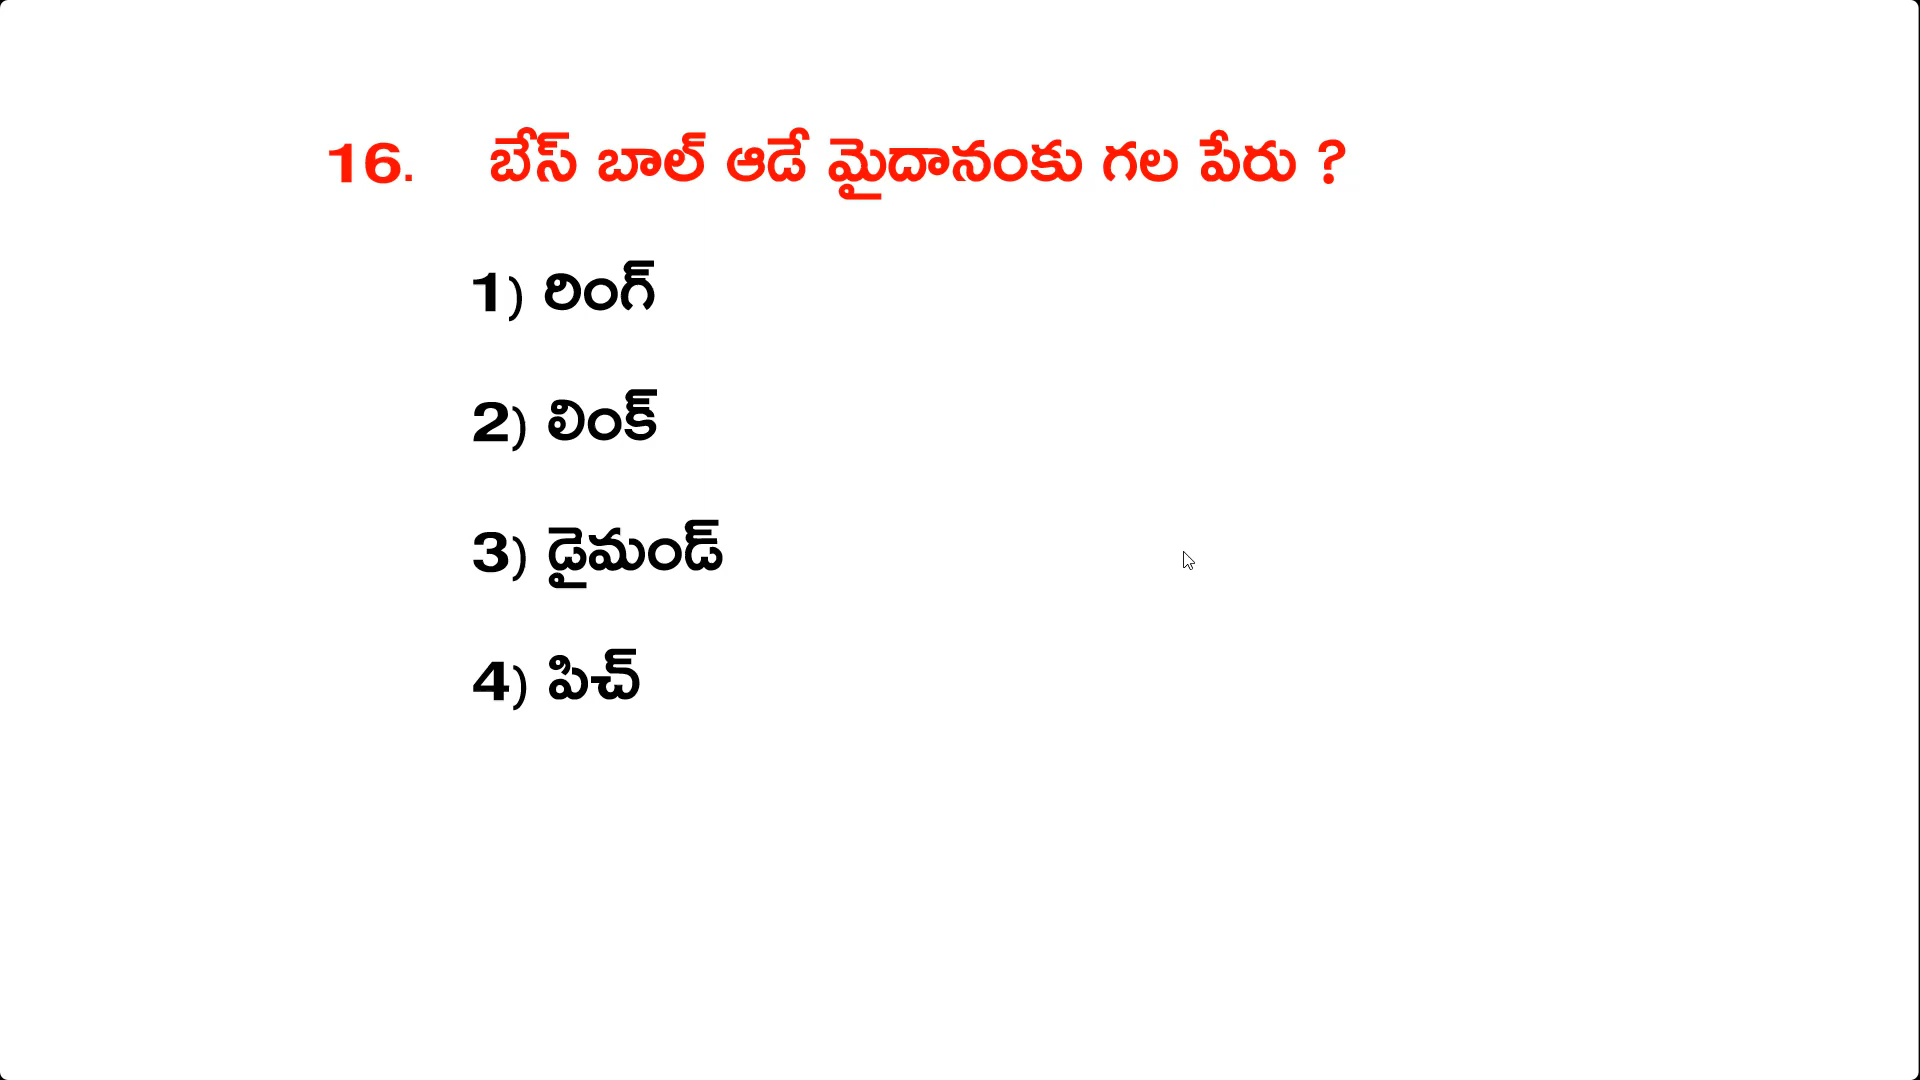 16. బేస్ బాల్ ఆడే మైదానంకు గల పేరు ?
1) రింగ్
2) లింక్
3) డైమండ్
4) పిచ్